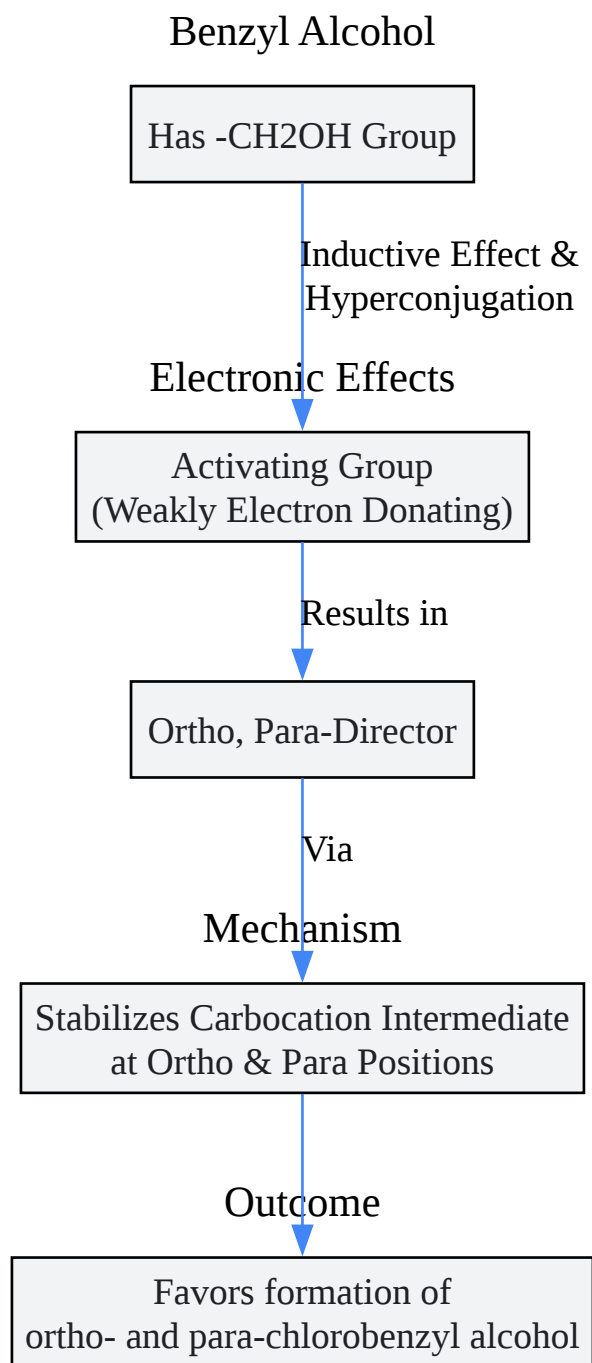 Benzyl Alcohol
Has -CH2OH Group
Inductive Effect &
Hyperconjugation
Electronic Effects
Activating Group
(Weakly Electron Donating)
Results in
Ortho, Para-Director
Via
Mechanism
Stabilizes Carbocation Intermediate
at Ortho & Para Positions
Outcome
Favors formation of
ortho- and para-chlorobenzyl alcohol